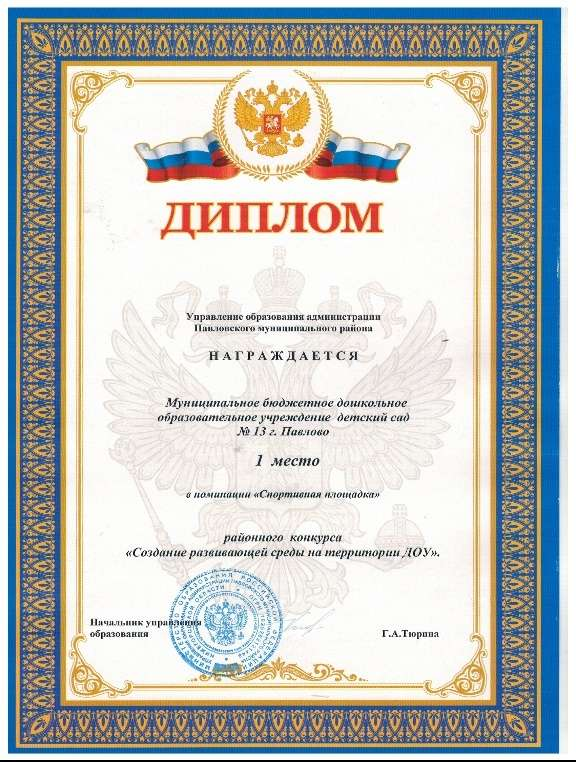 ДИПЛОМ
Управление образования администрации
Павловского муниципального района
НАГРАЖДАЕТСЯ
Муниципальное бюджетное дошкольное
образовательное учреждение детский сад
№ 13 г. Павлово
1 место
в номинации «Спортивная площадка»
районного конкурса
«Создание развивающей среды на территории ДОУ».
Начальник управления
образования
Г.А.Тюрина